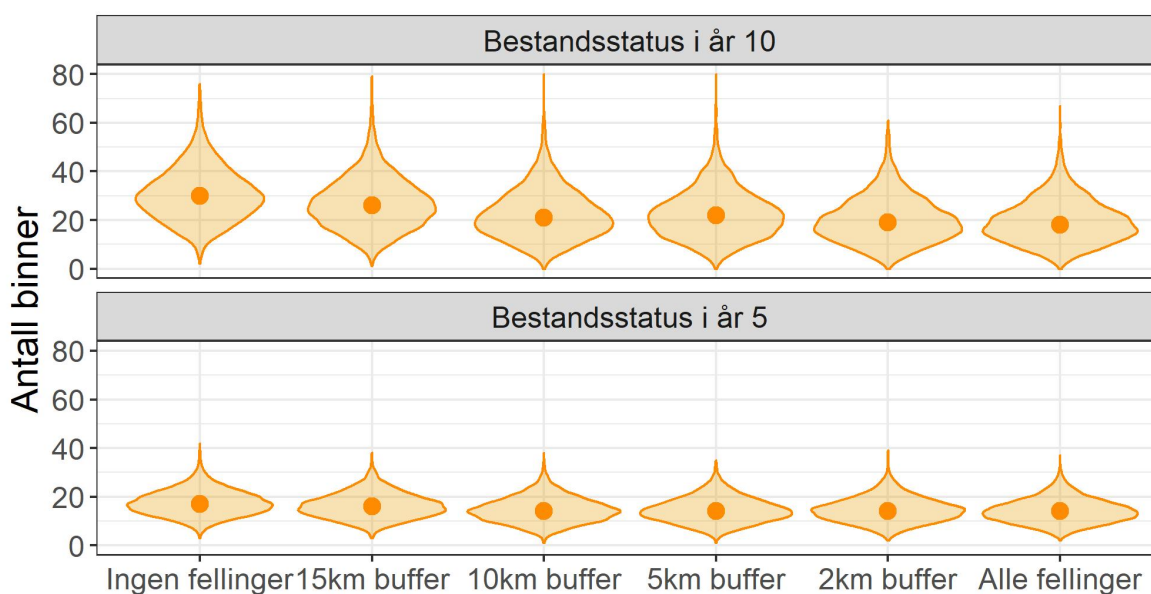 Bestandsstatus i år 10
80
60
40
20
0
Antall binner
Bestandsstatus i år 5
80
60
40
20
0
Ingen fellinger 15km buffer 10km buffer 5km buffer 2km buffer Alle fellinger